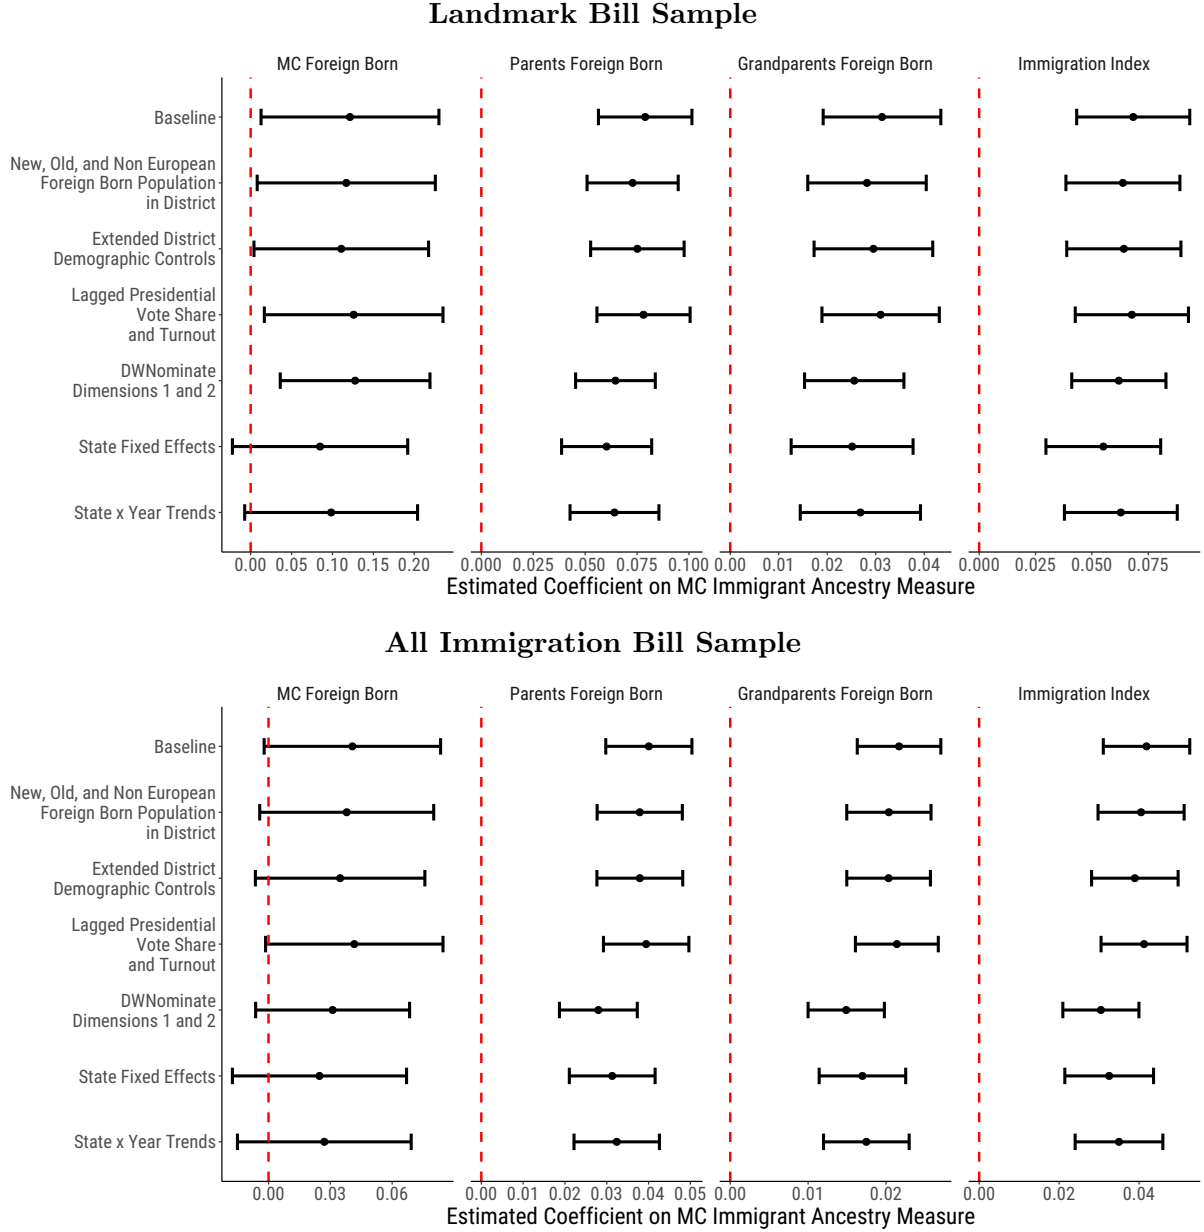 Landmark Bill Sample
MC Foreign Born
Parents Foreign Born
Grandparents Foreign Born
Immigration Index
Baseline
New, Old, and Non European
Foreign Born Population
in District
Extended District
Demographic Controls
Lagged Presidential
Vote Share
and Turnout
DWNominate
Dimensions 1 and 2
State Fixed Effects
State x Year Trends
0.00 0.05 0.10 0.15 0.20
0.000 0.025 0.050 0.075 0.100
0.00 0.01 0.02 0.03 0.04
0.000 0.025 0.050 0.075
Estimated Coefficient on MC Immigrant Ancestry Measure
All Immigration Bill Sample
MC Foreign Born
Parents Foreign Born
Grandparents Foreign Born
Immigration Index
Baseline
New, Old, and Non European
Foreign Born Population
in District
Extended District
Demographic Controls
Lagged Presidential
Vote Share
and Turnout
DWNominate
Dimensions 1 and 2
State Fixed Effects
State x Year Trends
0.00 0.03 0.06
0.00 0.01 0.02 0.03 0.04 0.05
0.00 0.01 0.02
0.00 0.02 0.04
Estimated Coefficient on MC Immigrant Ancestry Measure